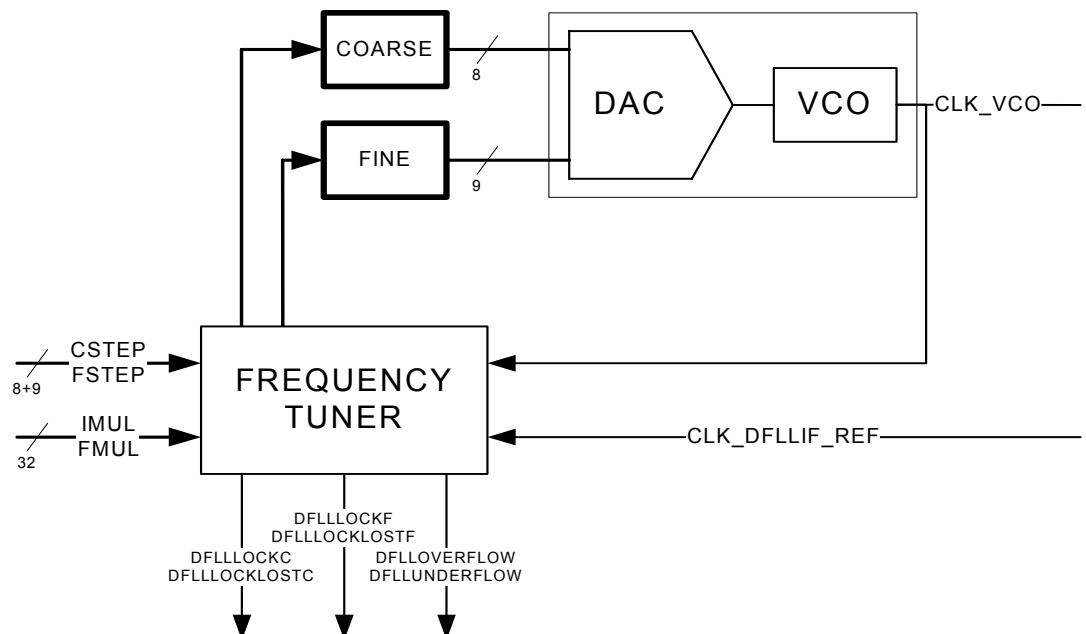 COARSE
8
DAC
VCO
CLK_VCO
FINE
9
CSTEP
FSTEP
8+9
FREQUENCY
TUNER
IMUL
FMUL
32
CLK_DFLLIF_REF
DFLLLOCKF
DFLLLOCKLOSTF
DFLLLOCKC
DFLLLOCKLOSTC
DFLLOVERFLOW
DFLLUNDERFLOW